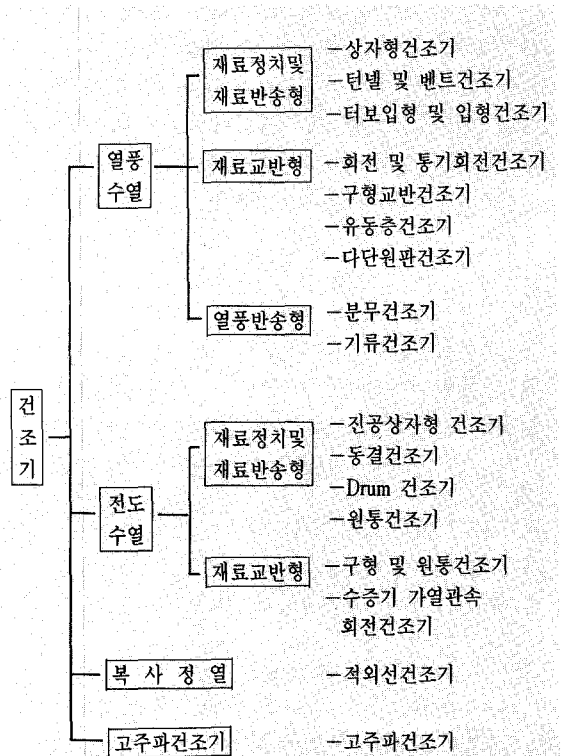 건조기
열풍
수열
재료정치및
재료반송형
-상자형건조기
-턴넬 및 벤트건조기
-터보입형 및 입형건조기
재료교반형
-회전 및 통기회전건조기
-구형교반건조기
-유동층건조기
-다단원판건조기
열풍반송형
-분무건조기
-기류건조기
전도
수열
재료정치및
재료반송형
-진공상자형 건조기
-동결건조기
-Drum 건조기
-원통건조기
재료교반형
-구형 및 원통건조기
-수증기 가열관속
회전건조기
복 사 정 열
-적외선건조기
고주파건조기
-고주파건조기